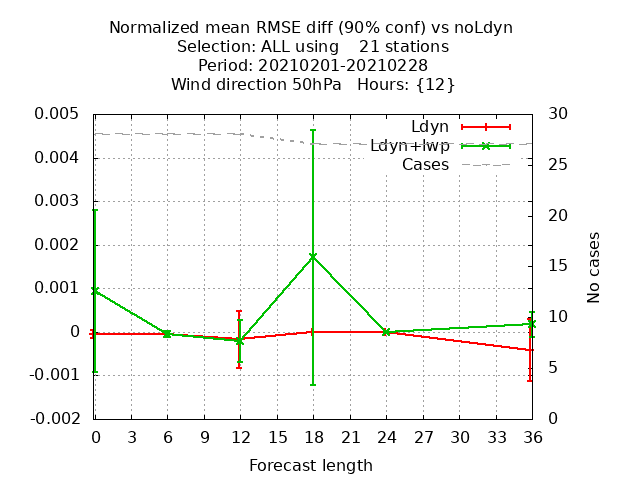 Normalized mean RMSE diff (90% conf) vs noLdyn
Selection: ALL using    21 stations
Period: 20210201-20210228
Wind direction 50hPa   Hours: {12}
0.005
0.004
0.003
0.002
0.001
0
-0.001
-0.002
30
25
20
15
10
5
0
Ldyn
Ldyn+lwp
Cases
No cases
0 3 6 9 12 15 18 21 24 27 30 33 36
Forecast length